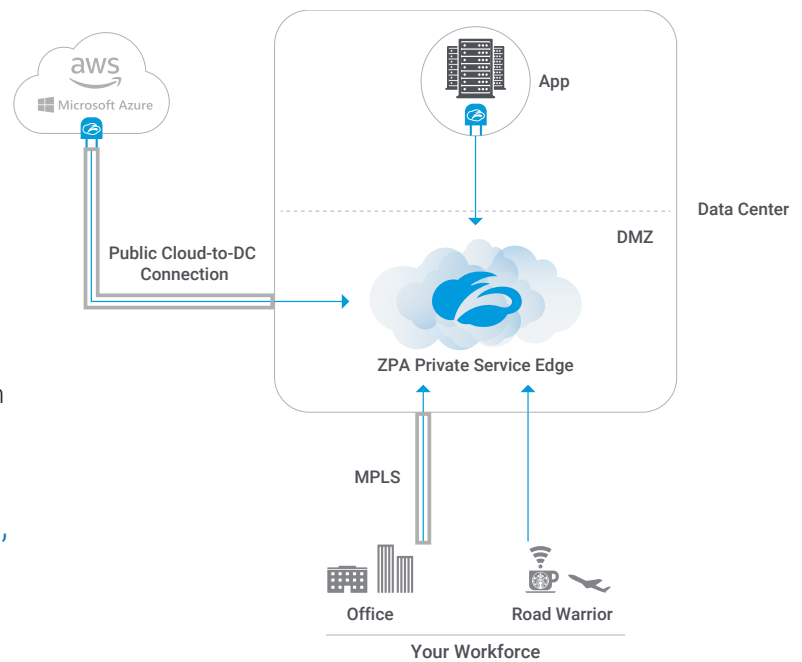 aws
Microsoft Azure
App
Data Center
DMZ
Public Cloud-to-DC
Connection
ZPA Private Service Edge
n
MPLS
,
Office
Road Warrior
Your Workforce